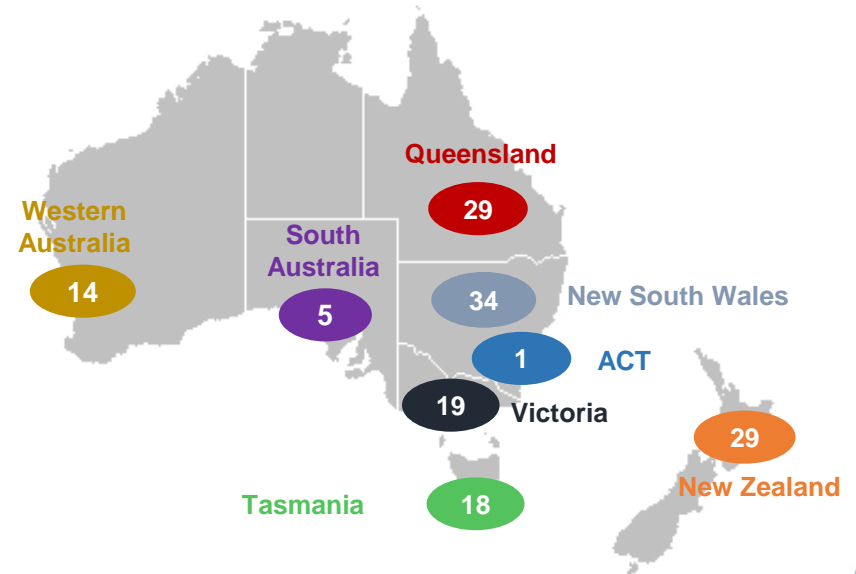 Queensland
29
Western
Australia
14
South
Australia
5
34
New South Wales
1
ACT
19
Victoria
29
New Zealand
Tasmania
18